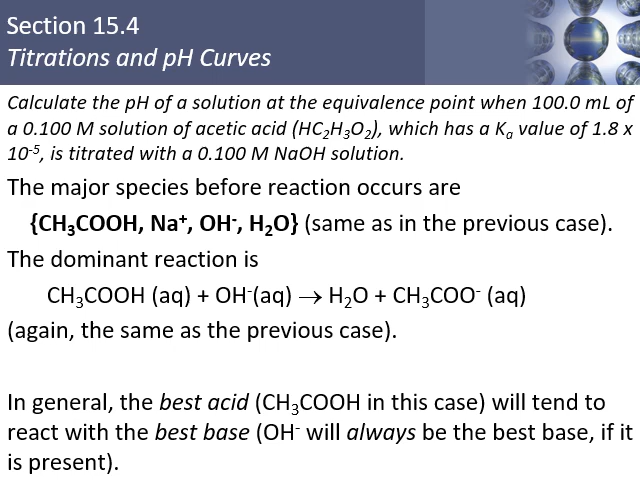 Section 15.4
Titrations and pH Curves
Calculate the pH of a solution at the equivalence point when 100.0 mL of
a 0.100 M solution of acetic acid (HC₂H₃O₂), which has a Kₐ value of 1.8 x
10⁻⁵, is titrated with a 0.100 M NaOH solution.
The major species before reaction occurs are
{CH₃COOH, Na⁺, OH⁻, H₂O} (same as in the previous case).
The dominant reaction is
CH₃COOH (aq) + OH⁻(aq) → H₂O + CH₃COO⁻ (aq)
(again, the same as the previous case).
In general, the best acid (CH₃COOH in this case) will tend to
react with the best base (OH⁻ will always be the best base, if it
is present).